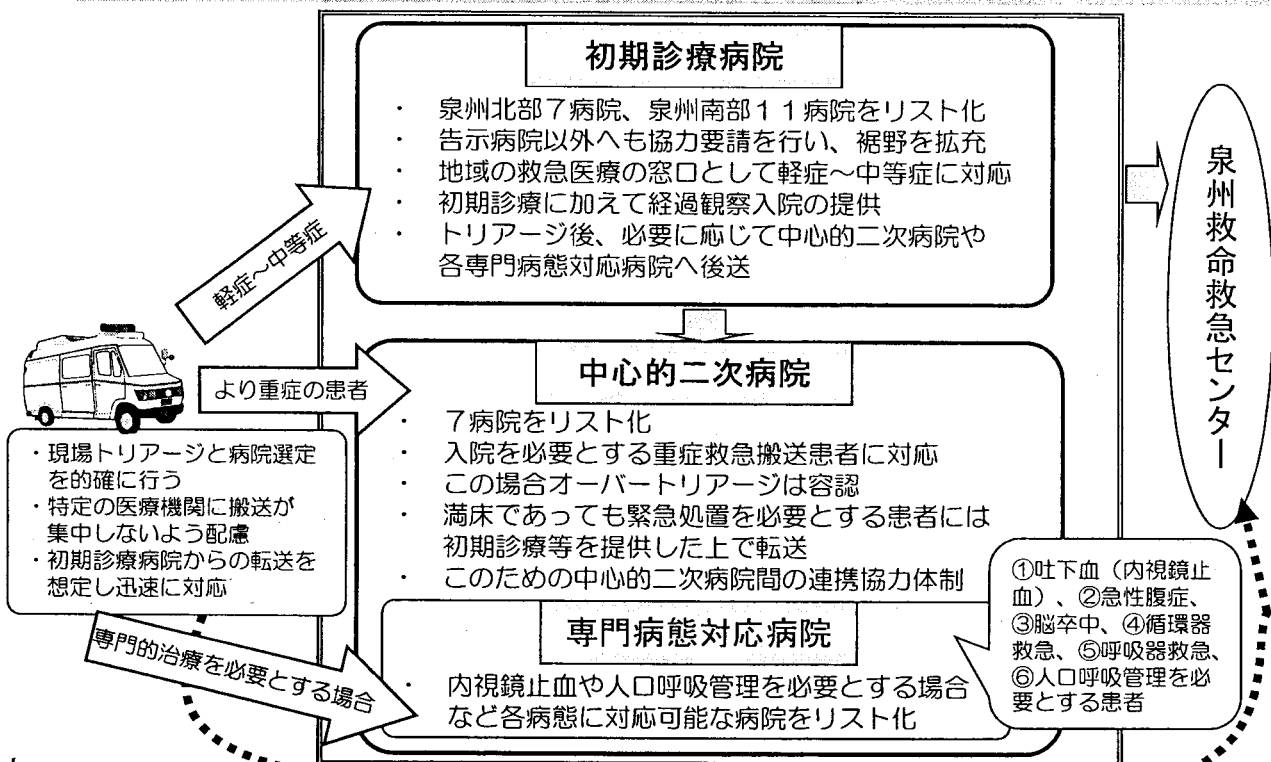 初期診療病院
・ 泉州北部７病院、泉州南部１１病院をリスト化
・ 告示病院以外へも協力要請を行い、裾野を拡充
・ 地域の救急医療の窓口として軽症～中等症に対応
・ 初期診療に加えて経過観察入院の提供
・ トリアージ後、必要に応じて中心的二次病院や
各専門病態対応病院へ後送
軽症～中等症
泉州救命救急センター
より重症の患者
中心的二次病院
・ ７病院をリスト化
・ 入院を必要とする重症救急搬送患者に対応
・ この場合オーバートリアージは容認
・ 満床であっても緊急処置を必要とする患者には
初期診療等を提供した上で転送
・ このための中心的二次病院間の連携協力体制
・現場トリアージと病院選定
を的確に行う
・特定の医療機関に搬送が
集中しないよう配慮
・初期診療病院からの転送を
想定し迅速に対応
専門的治療を必要とする場合
専門病態対応病院
・ 内視鏡止血や人口呼吸管理を必要とする場合
など各病態に対応可能な病院をリスト化
①吐下血（内視鏡止
血）、②急性腹症、
③脳卒中、④循環器
救急、⑤呼吸器救急、
⑥人口呼吸管理を必
要とする患者